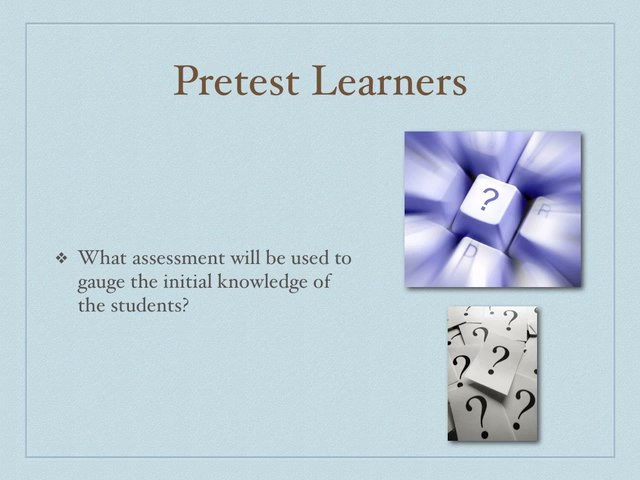 Pretest Learners
?
❖ What assessment will be used to
gauge the initial knowledge of
the students?
? ?
?
? ?
? ?